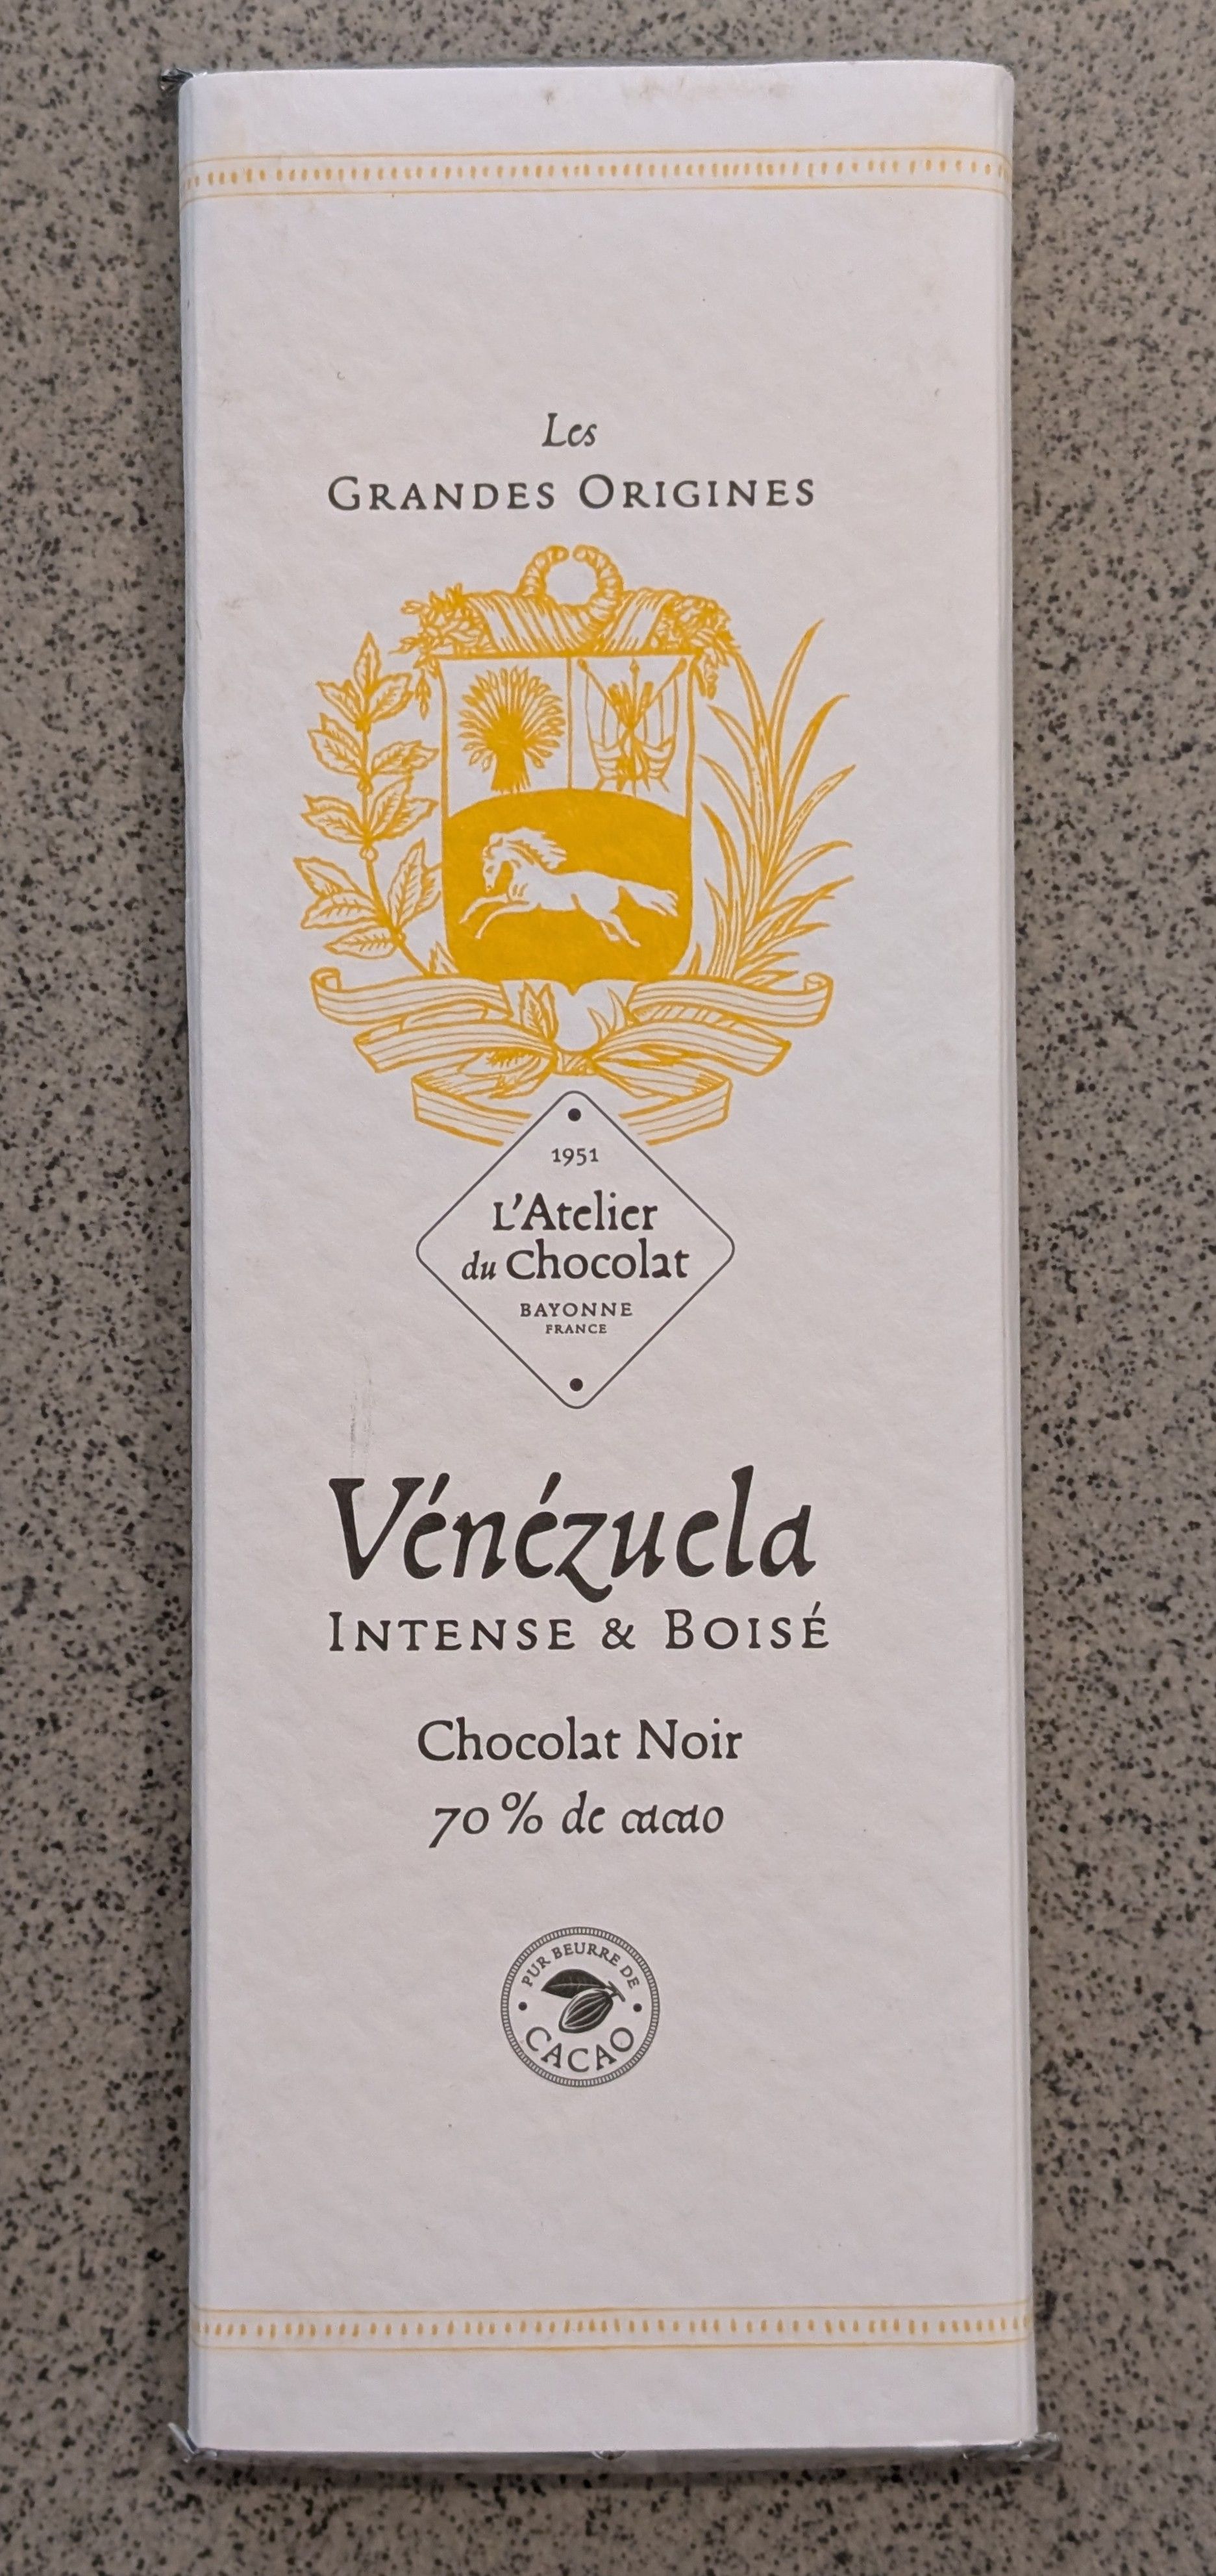 Les
GRANDES ORIGINES
1951
L'Atelier
du Chocolat
BAYONNE
FRANCE
Vénézuela
INTENSE & BOISÉ
Chocolat Noir
70% de cacao
PUR BEURRE DE
CACAO